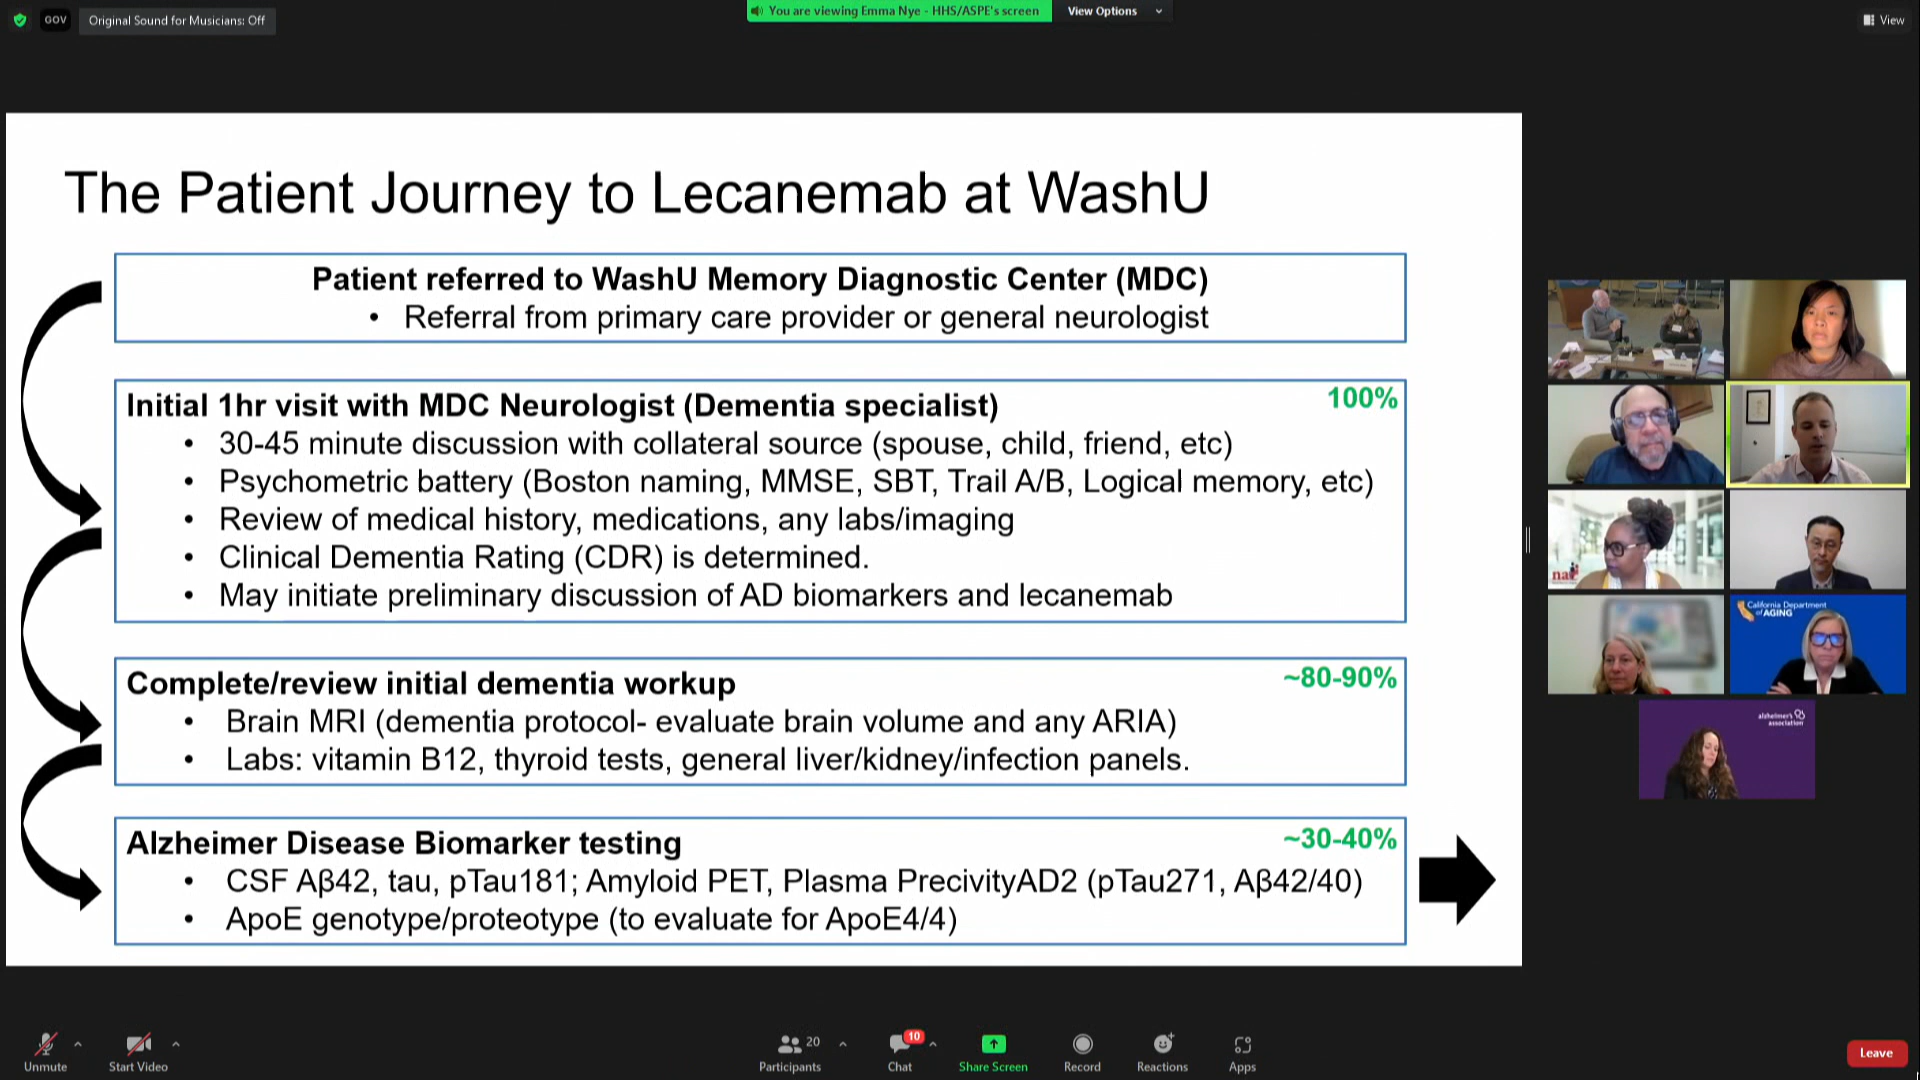 GOV
Original Sound for Musicians: Off
You are viewing Emma Nye - HHS/ASPE's screen
View Options
View
The Patient Journey to Lecanemab at WashU
Patient referred to WashU Memory Diagnostic Center (MDC)
• Referral from primary care provider or general neurologist
Initial 1hr visit with MDC Neurologist (Dementia specialist)
100%
• 30-45 minute discussion with collateral source (spouse, child, friend, etc)
• Psychometric battery (Boston naming, MMSE, SBT, Trail A/B, Logical memory, etc)
• Review of medical history, medications, any labs/imaging
• Clinical Dementia Rating (CDR) is determined.
• May initiate preliminary discussion of AD biomarkers and lecanemab
Complete/review initial dementia workup
~80-90%
• Brain MRI (dementia protocol- evaluate brain volume and any ARIA)
• Labs: vitamin B12, thyroid tests, general liver/kidney/infection panels.
Alzheimer Disease Biomarker testing
~30-40%
• CSF Aβ42, tau, pTau181; Amyloid PET, Plasma PrecivityAD2 (pTau271, Aβ42/40)
• ApoE genotype/proteotype (to evaluate for ApoE4/4)
California Department
of AGING
alzheimer's
association
Unmute
Start Video
20
Participants
10
Chat
Share Screen
Record
Reactions
Apps
Leave